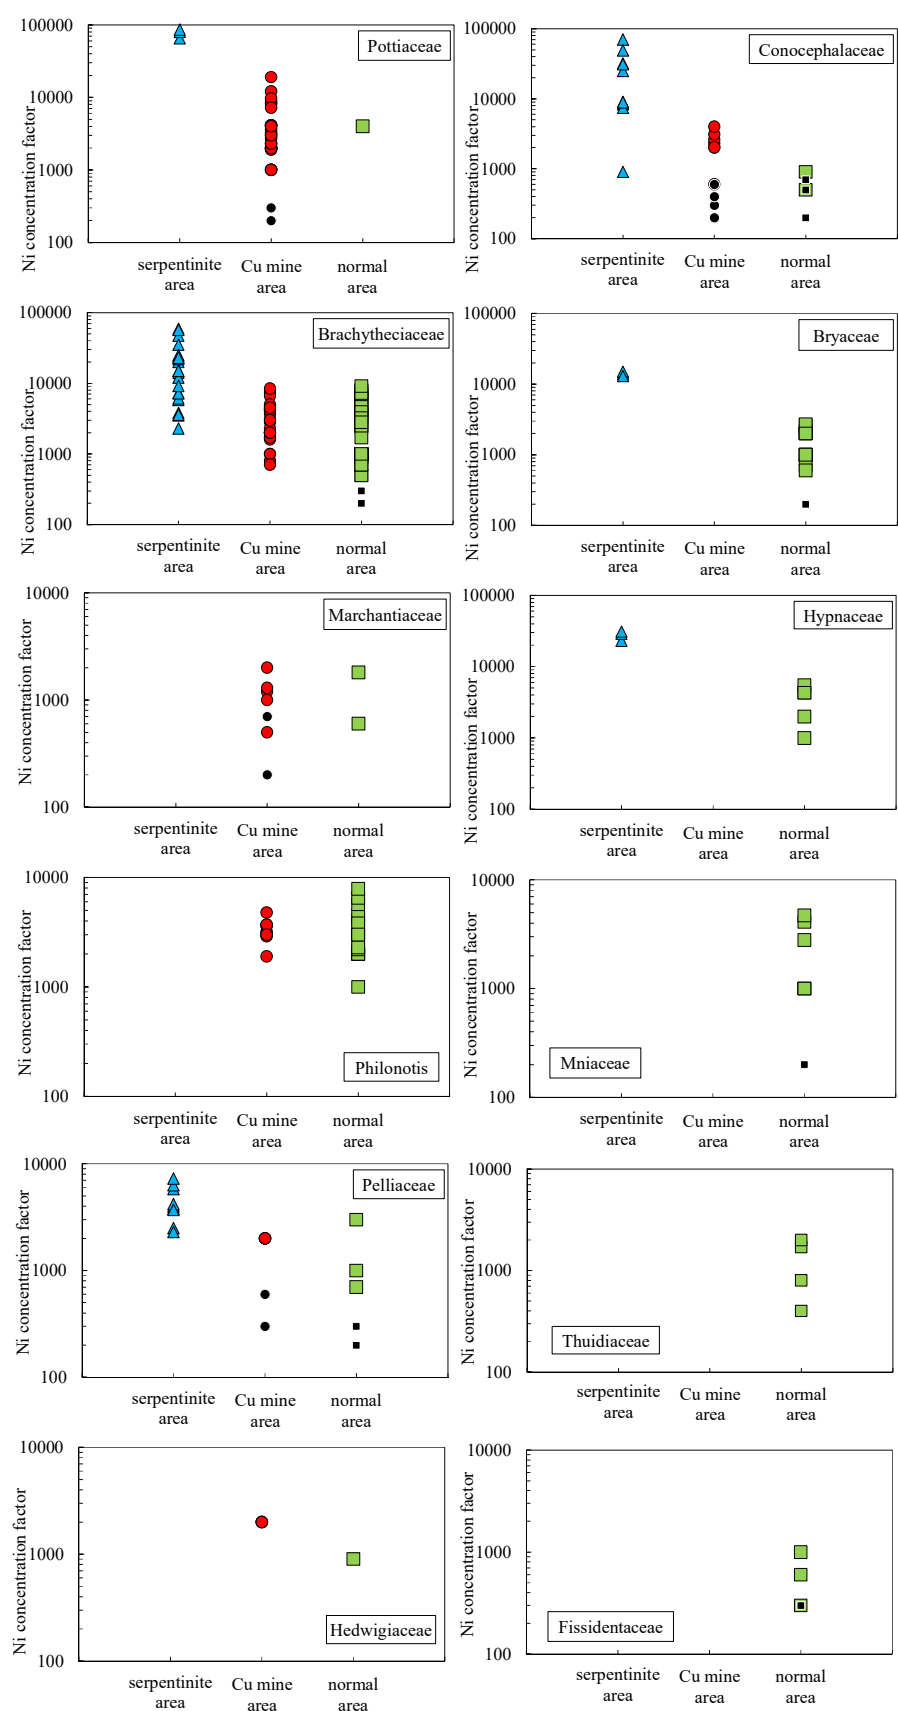 Ni concentration factor
100000
10000
1000
100
Pottiaceae
serpentinite
area
Cu mine
area
normal
area
Ni concentration factor
100000
10000
1000
100
Conocephalaceae
serpentinite
area
Cu mine
area
normal
area
Ni concentration factor
100000
10000
1000
100
Brachytheciaceae
serpentinite
area
Cu mine
area
normal
area
Ni concentration factor
100000
10000
1000
100
Bryaceae
serpentinite
area
Cu mine
area
normal
area
Ni concentration factor
10000
1000
100
Marchantiaceae
serpentinite
area
Cu mine
area
normal
area
Ni concentration factor
100000
10000
1000
100
Hypnaceae
serpentinite
area
Cu mine
area
normal
area
Ni concentration factor
10000
1000
100
Philonotis
serpentinite
area
Cu mine
area
normal
area
Ni concentration factor
10000
1000
100
Mniaceae
serpentinite
area
Cu mine
area
normal
area
Ni concentration factor
10000
1000
100
Pelliaceae
serpentinite
area
Cu mine
area
normal
area
Ni concentration factor
10000
1000
100
Thuidiaceae
serpentinite
area
Cu mine
area
normal
area
Ni concentration factor
10000
1000
100
Hedwigiaceae
serpentinite
area
Cu mine
area
normal
area
Ni concentration factor
10000
1000
100
Fissidentaceae
serpentinite
area
Cu mine
area
normal
area